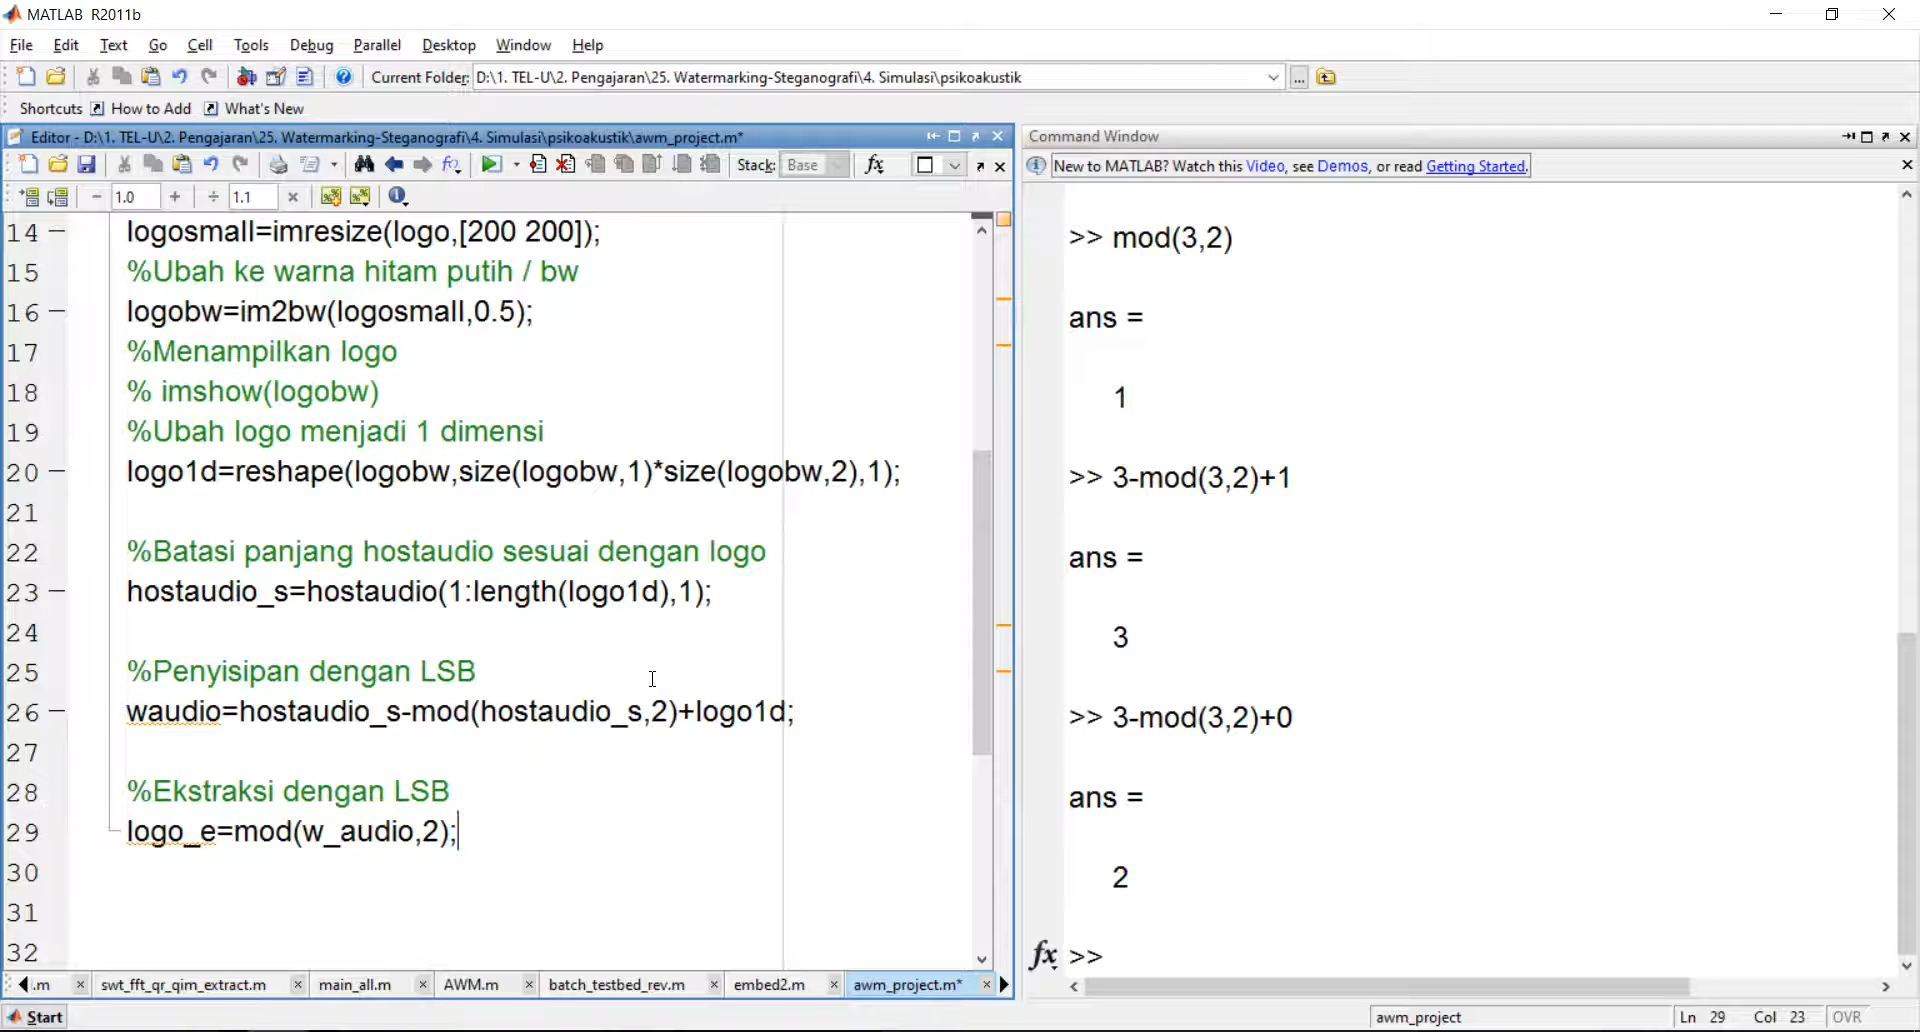 MATLAB R2011b
File Edit Text Go Cell Tools Debug Parallel Desktop Window Help
Current Folder: D:\1. TEL-U\2. Pengajaran\25. Watermarking-Steganografi\4. Simulasi\psikoakustik
Shortcuts How to Add What's New
Editor - D:\1. TEL-U\2. Pengajaran\25. Watermarking-Steganografi\4. Simulasi\psikoakustik\awm_project.m*
Stack: Base fx
− 1.0 + ÷ 1.1 ×
14 − logosmall=imresize(logo,[200 200]);
15 %Ubah ke warna hitam putih / bw
16 − logobw=im2bw(logosmall,0.5);
17 %Menampilkan logo
18 % imshow(logobw)
19 %Ubah logo menjadi 1 dimensi
20 − logo1d=reshape(logobw,size(logobw,1)*size(logobw,2),1);
21
22 %Batasi panjang hostaudio sesuai dengan logo
23 − hostaudio_s=hostaudio(1:length(logo1d),1);
24
25 %Penyisipan dengan LSB
26 − waudio=hostaudio_s-mod(hostaudio_s,2)+logo1d;
27
28 %Ekstraksi dengan LSB
29 logo_e=mod(w_audio,2);
30
31
32
.m swt_fft_qr_qim_extract.m main_all.m AWM.m batch_testbed_rev.m embed2.m awm_project.m*
Command Window
New to MATLAB? Watch this Video, see Demos, or read Getting Started.
>> mod(3,2)
ans =
1
>> 3-mod(3,2)+1
ans =
3
>> 3-mod(3,2)+0
ans =
2
fx >>
Start
awm_project Ln 29 Col 23 OVR